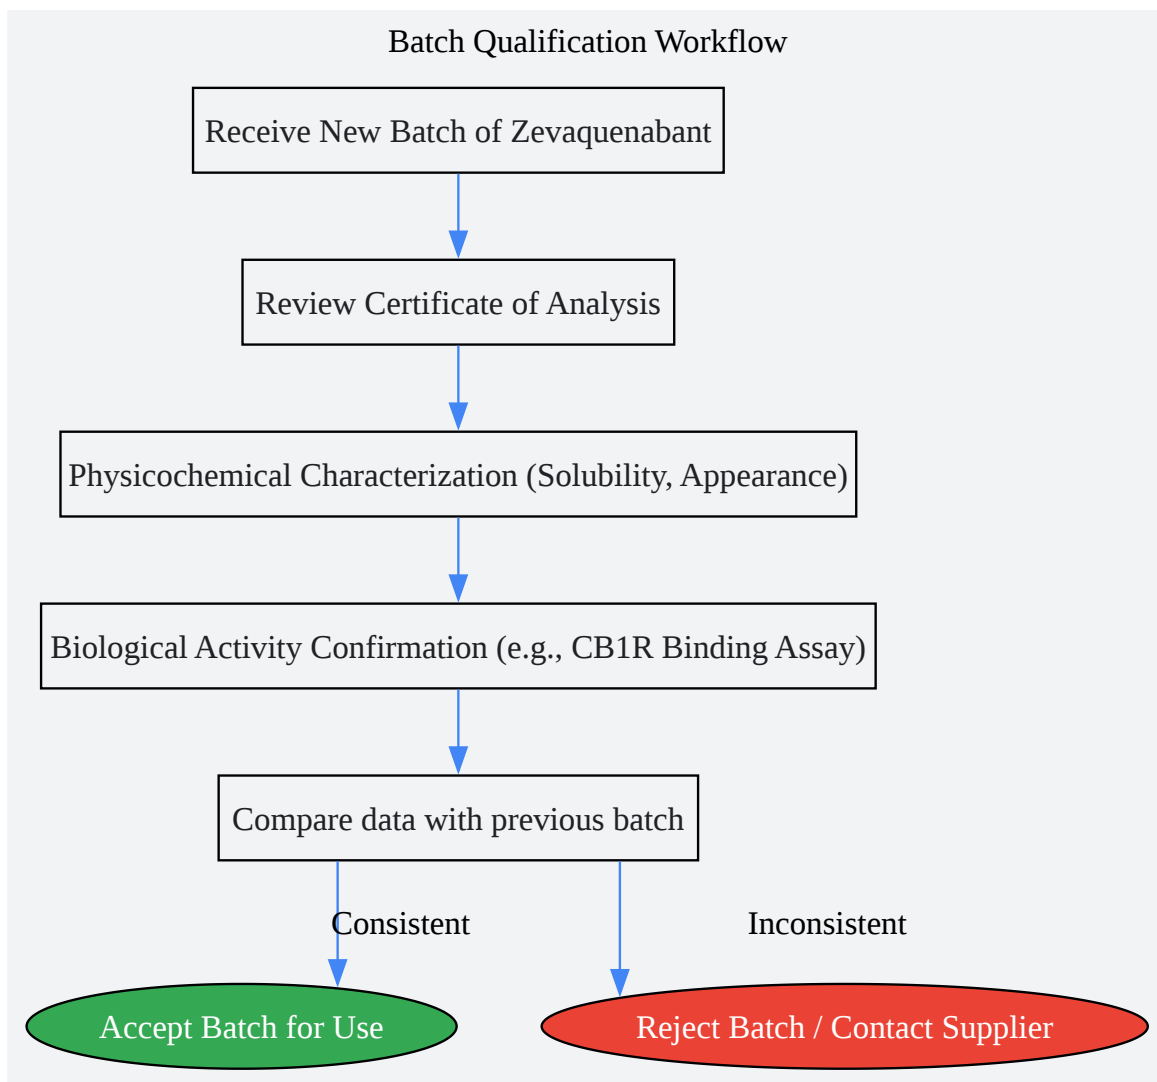 Batch Qualification Workflow
Receive New Batch of Zevaquenabant
Review Certificate of Analysis
Physicochemical Characterization (Solubility, Appearance)
Biological Activity Confirmation (e.g., CB1R Binding Assay)
Compare data with previous batch
Consistent
Inconsistent
Accept Batch for Use
Reject Batch / Contact Supplier